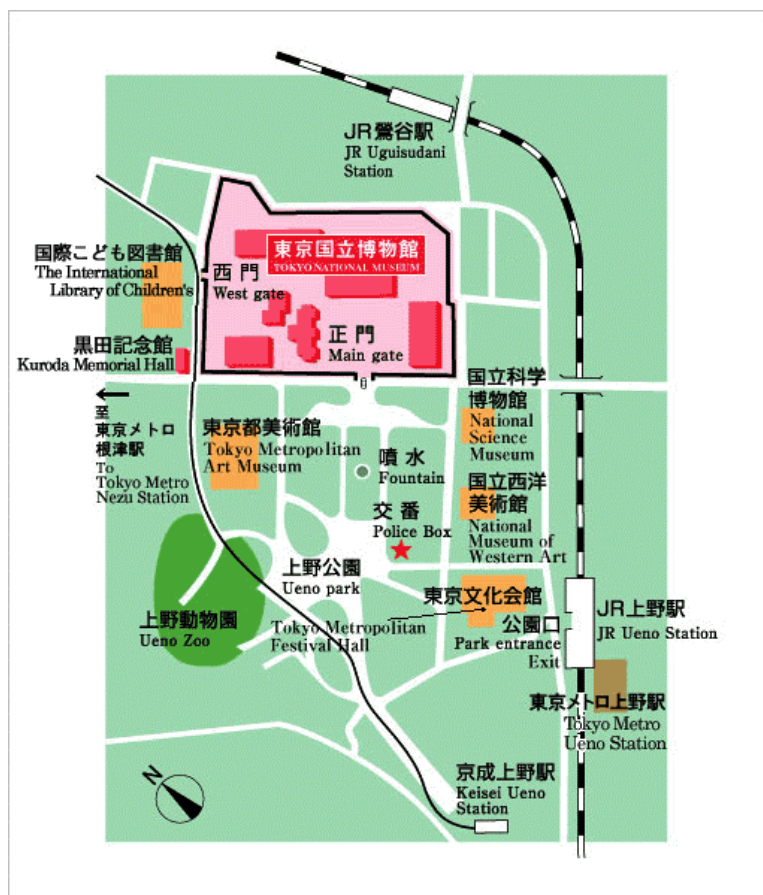 JR鶯谷駅
JR Uguisudani
Station
国際こども図書館
The International
Library of Children's
東京国立博物館
TOKYO NATIONAL MUSEUM
西門
West gate
正門
Main gate
黒田記念館
Kuroda Memorial Hall
至
東京メトロ
根津駅
To
Tokyo Metro
Nezu Station
東京都美術館
Tokyo Metropolitan
Art Museum
噴水
Fountain
国立科学
博物館
National
Science
Museum
国立西洋
美術館
National
Museum of
Western Art
交番
Police Box
上野公園
Ueno park
上野動物園
Ueno Zoo
東京文化会館
Tokyo Metropolitan
Festival Hall
公園口
Park entrance
Exit
JR上野駅
JR Ueno Station
東京メトロ上野駅
Tokyo Metro
Ueno Station
京成上野駅
Keisei Ueno
Station
N